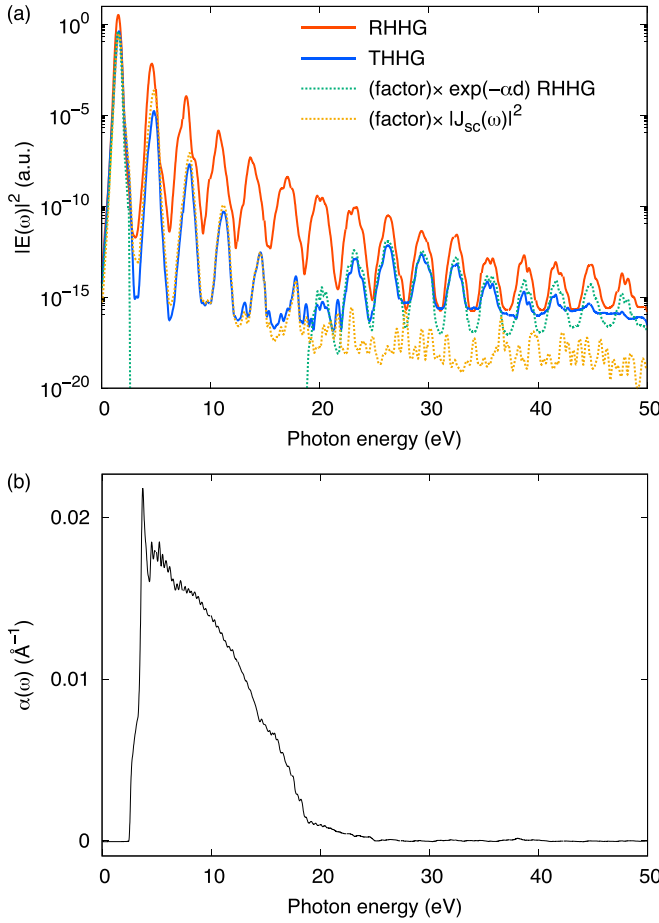 (a)
10⁰
10⁻⁵
10⁻¹⁰
10⁻¹⁵
10⁻²⁰
|E(ω)|² (a.u.)
RHHG
THHG
(factor)× exp(−αd) RHHG
(factor)× |J_sc(ω)|²
0 10 20 30 40 50
Photon energy (eV)
(b)
0.02
0.01
0
α(ω) (Å⁻¹)
0 10 20 30 40 50
Photon energy (eV)